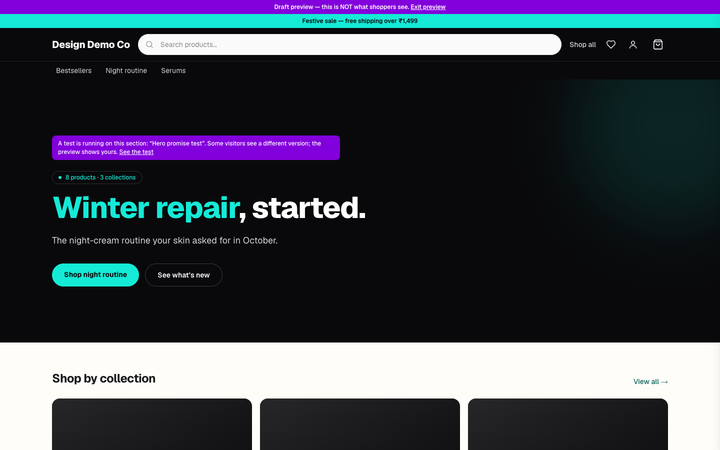 Draft preview — this is NOT what shoppers see. Exit preview
Festive sale — free shipping over ₹1,499
Design Demo Co
Search products...
Shop all
Bestsellers
Night routine
Serums
A test is running on this section: "Hero promise test". Some visitors see a different version; the
preview shows yours. See the test
8 products · 3 collections
Winter repair, started.
The night-cream routine your skin asked for in October.
Shop night routine
See what's new
Shop by collection
View all →